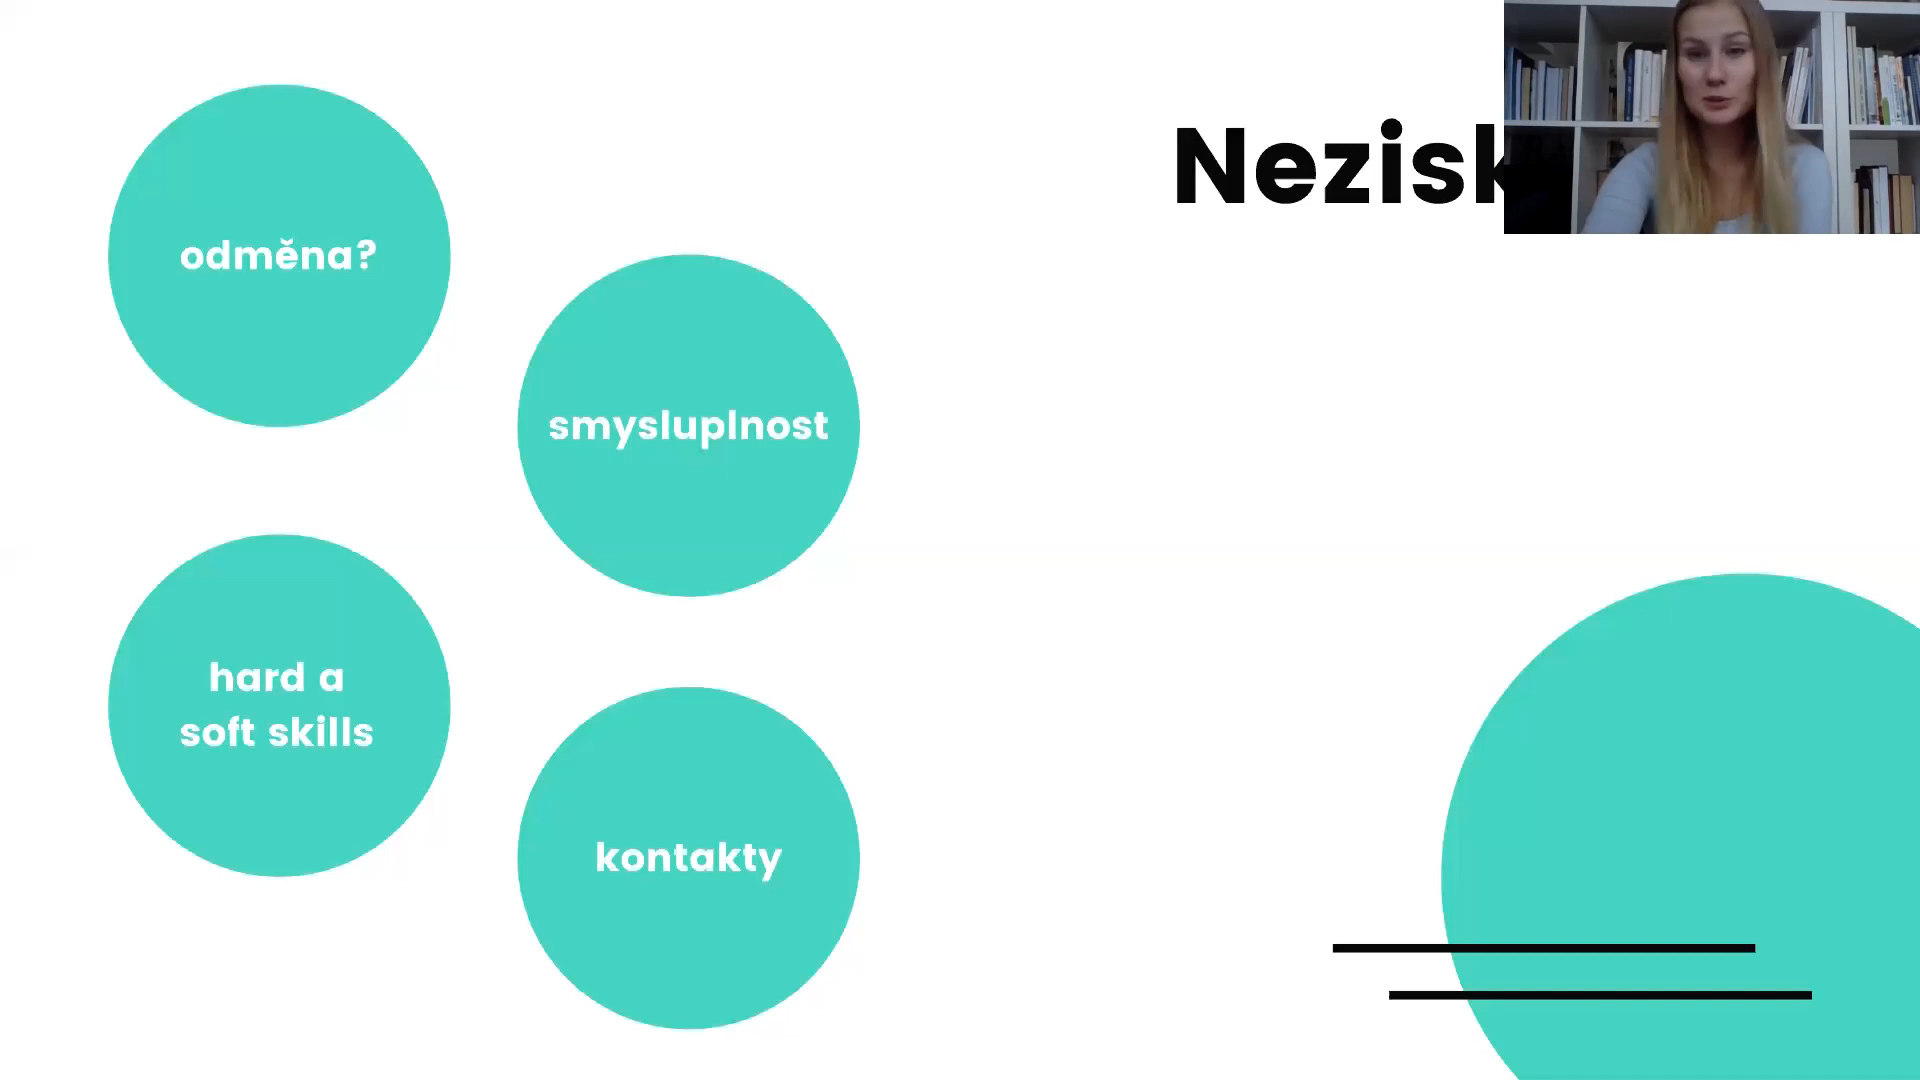 Nezisk
odměna?
smysluplnost
hard a
soft skills
kontakty